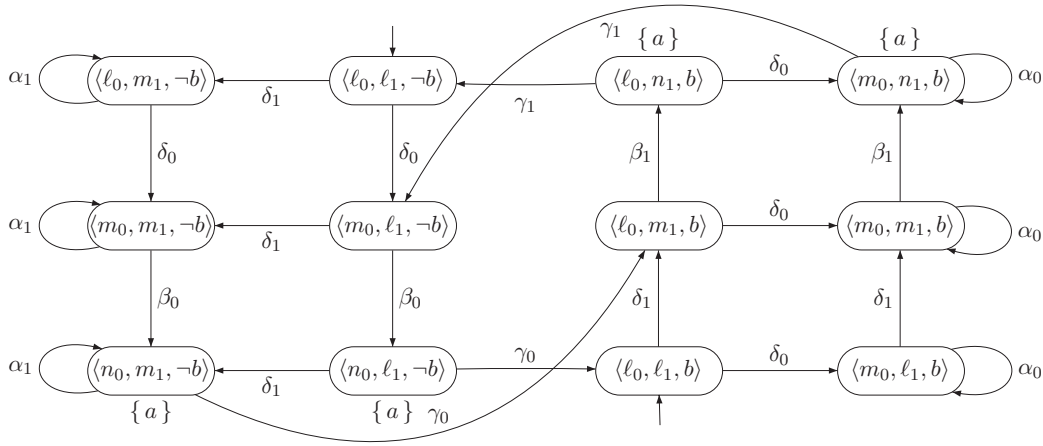 γ₁ { a } { a }
α₁ ⟨ℓ₀, m₁, ¬b⟩ δ₁ ⟨ℓ₀, ℓ₁, ¬b⟩ γ₁ ⟨ℓ₀, n₁, b⟩ δ₀ ⟨m₀, n₁, b⟩ α₀
δ₀ δ₀ β₁ β₁
α₁ ⟨m₀, m₁, ¬b⟩ δ₁ ⟨m₀, ℓ₁, ¬b⟩ ⟨ℓ₀, m₁, b⟩ δ₀ ⟨m₀, m₁, b⟩ α₀
β₀ β₀ δ₁ δ₁
α₁ ⟨n₀, m₁, ¬b⟩ δ₁ ⟨n₀, ℓ₁, ¬b⟩ γ₀ ⟨ℓ₀, ℓ₁, b⟩ δ₀ ⟨m₀, ℓ₁, b⟩ α₀
{ a } { a } γ₀